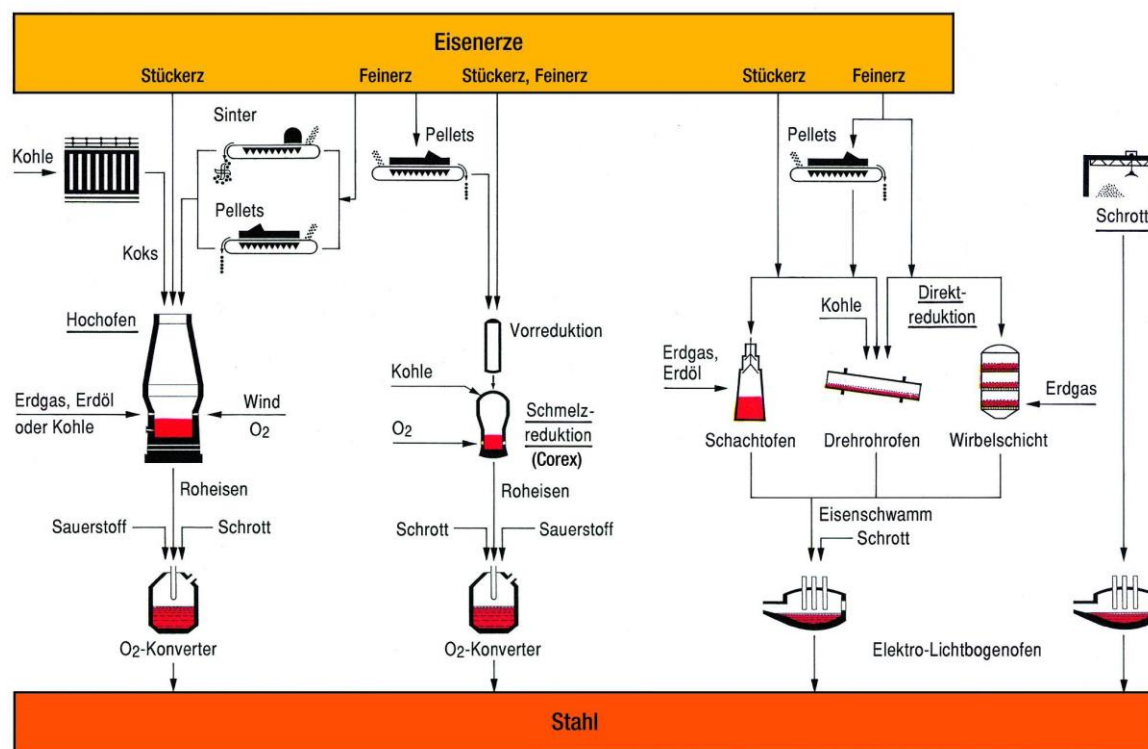 Eisenerze
Stückerz
Feinerz
Stückerz, Feinerz
Stückerz
Feinerz
Sinter
Pellets
Pellets
Kohle
Pellets
Schrott
Koks
Hochofen
Vorreduktion
Kohle
Direkt-
reduktion
Erdgas, Erdöl
oder Kohle
Wind
O2
Kohle
O2
Schmelz-
reduktion
(Corex)
Erdgas,
Erdöl
Erdgas
Schachtofen
Drehrohrofen
Wirbelschicht
Roheisen
Roheisen
Sauerstoff
Schrott
Schrott
Sauerstoff
Eisenschwamm
Schrott
O2-Konverter
O2-Konverter
Elektro-Lichtbogenofen
Stahl